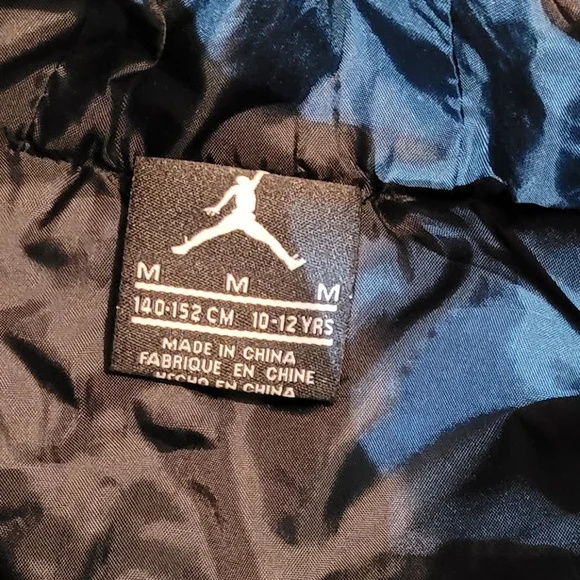 M M M
140-152 CM 10-12 YRS
MADE IN CHINA
FABRIQUE EN CHINE
HECHO EN CHINA